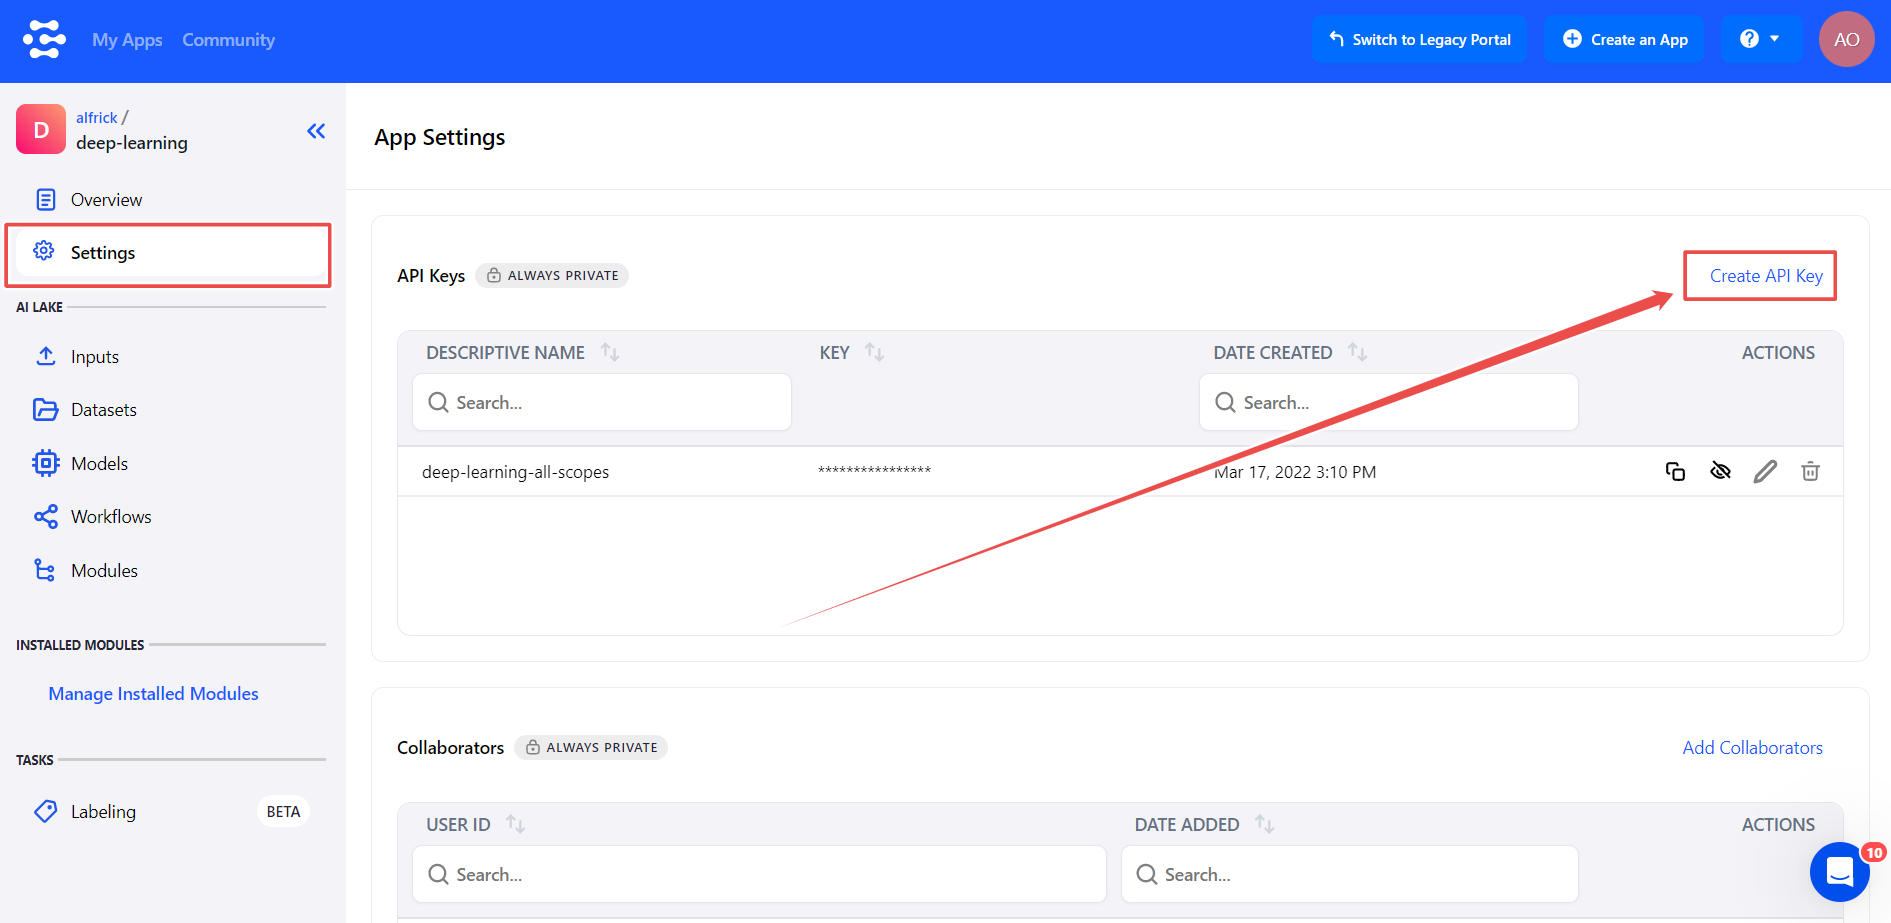 My Apps Community Switch to Legacy Portal Create an App ? AO
D alfrick /
deep-learning
Overview
Settings
AI LAKE
Inputs
Datasets
Models
Workflows
Modules
INSTALLED MODULES
Manage Installed Modules
TASKS
Labeling BETA
App Settings
API Keys ALWAYS PRIVATE Create API Key
DESCRIPTIVE NAME KEY DATE CREATED ACTIONS
Search... Search...
deep-learning-all-scopes **************** Mar 17, 2022 3:10 PM
Collaborators ALWAYS PRIVATE Add Collaborators
USER ID DATE ADDED ACTIONS
Search... Search...
10